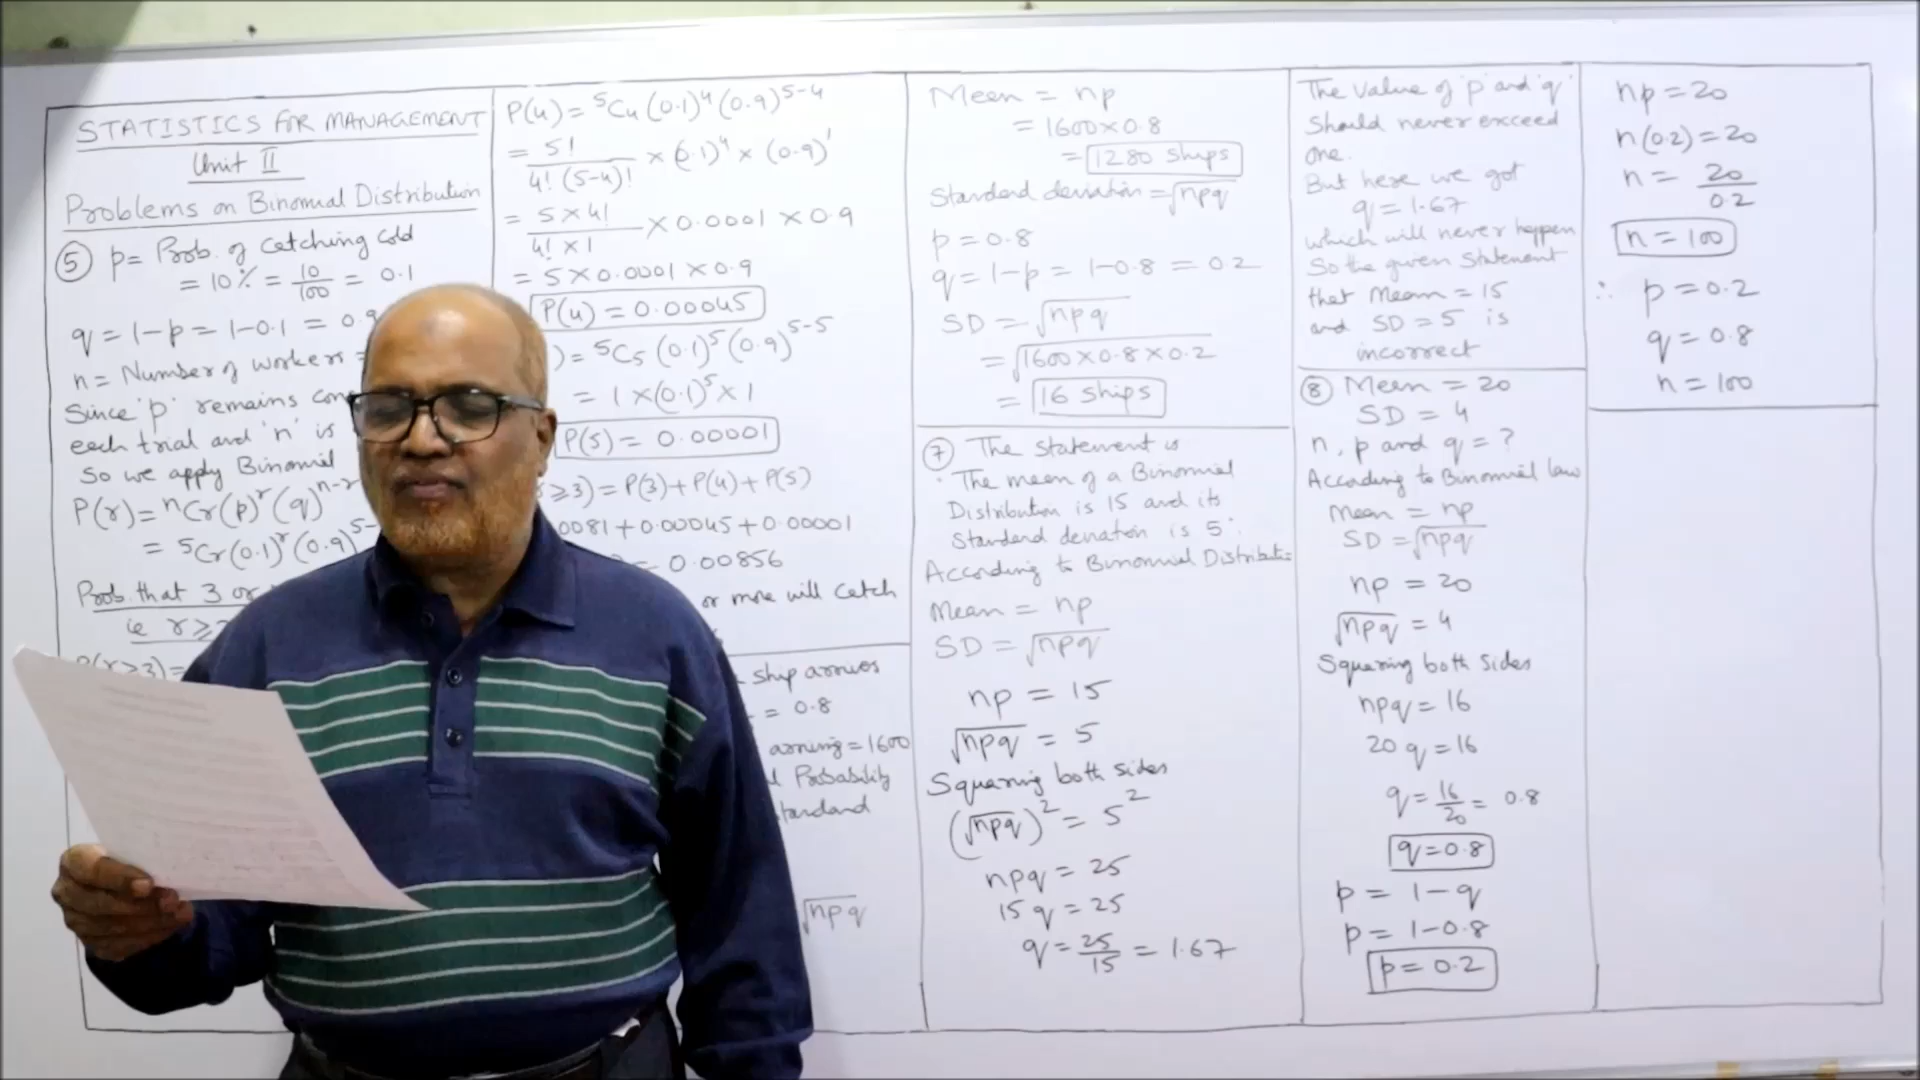 STATISTICS FOR MANAGEMENT
Unit II
Problems on Binomial Distribution
⑤ p = Prob. of catching cold
= 10% = 10/100 = 0.1
q = 1-p = 1-0.1 = 0.9
n = Number of workers =
Since 'p' remains
each trial and 'n' is
So we apply Binomial
P(r) = ⁿCr (p)^r (q)^n-r
= ⁵Cr (0.1)^r (0.9)^5-
Prob. that 3 or
ie r ≥
P(r≥3) =
P(4) = ⁵C₄ (0.1)⁴ (0.9)^5-4
= 5!/4!(5-4)! × (0.1)⁴ × (0.9)¹
= 5×4!/4!×1 × 0.0001 × 0.9
= 5 × 0.0001 × 0.9
P(4) = 0.00045
) = ⁵C₅ (0.1)⁵ (0.9)^5-5
= 1 × (0.1)⁵ × 1
P(5) = 0.00001
≥3) = P(3) + P(4) + P(5)
0081 + 0.00045 + 0.00001
= 0.00856
or more will catch
ship arrives
= 0.8
arriving = 1600
Probability
standard
√npq
Mean = np
= 1600 × 0.8
= 1280 ships
Standard deviation = √npq
p = 0.8
q = 1-p = 1-0.8 = 0.2
SD = √npq
= √1600 × 0.8 × 0.2
= 16 ships
⑦ The statement is
'The mean of a Binomial
Distribution is 15 and its
Standard deviation is 5'.
According to Binomial Distributi=
Mean = np
SD = √npq
np = 15
√npq = 5
Squaring both sides
(√npq)² = 5²
npq = 25
15 q = 25
q = 25/15 = 1.67
The value of 'p' and 'q'
should never exceed
one.
But here we got
q = 1.67
which will never happen
So the given statement
that Mean = 15
and SD = 5 is
incorrect
⑧ Mean = 20
SD = 4
n, p and q = ?
According to Binomial law
Mean = np
SD = √npq
np = 20
√npq = 4
Squaring both sides
npq = 16
20 q = 16
q = 16/20 = 0.8
q = 0.8
p = 1-q
p = 1-0.8
p = 0.2
np = 20
n(0.2) = 20
n = 20/0.2
n = 100
∴ p = 0.2
q = 0.8
n = 100